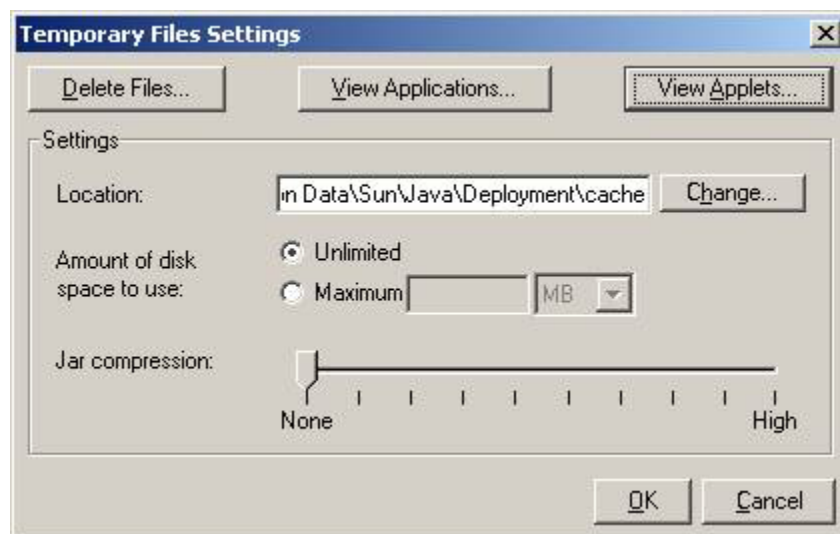 Temporary Files Settings
Delete Files... View Applications... View Applets...
Settings
Location: n Data\Sun\Java\Deployment\cache Change...
Amount of disk
space to use:
Unlimited
Maximum MB
Jar compression:
None High
OK Cancel